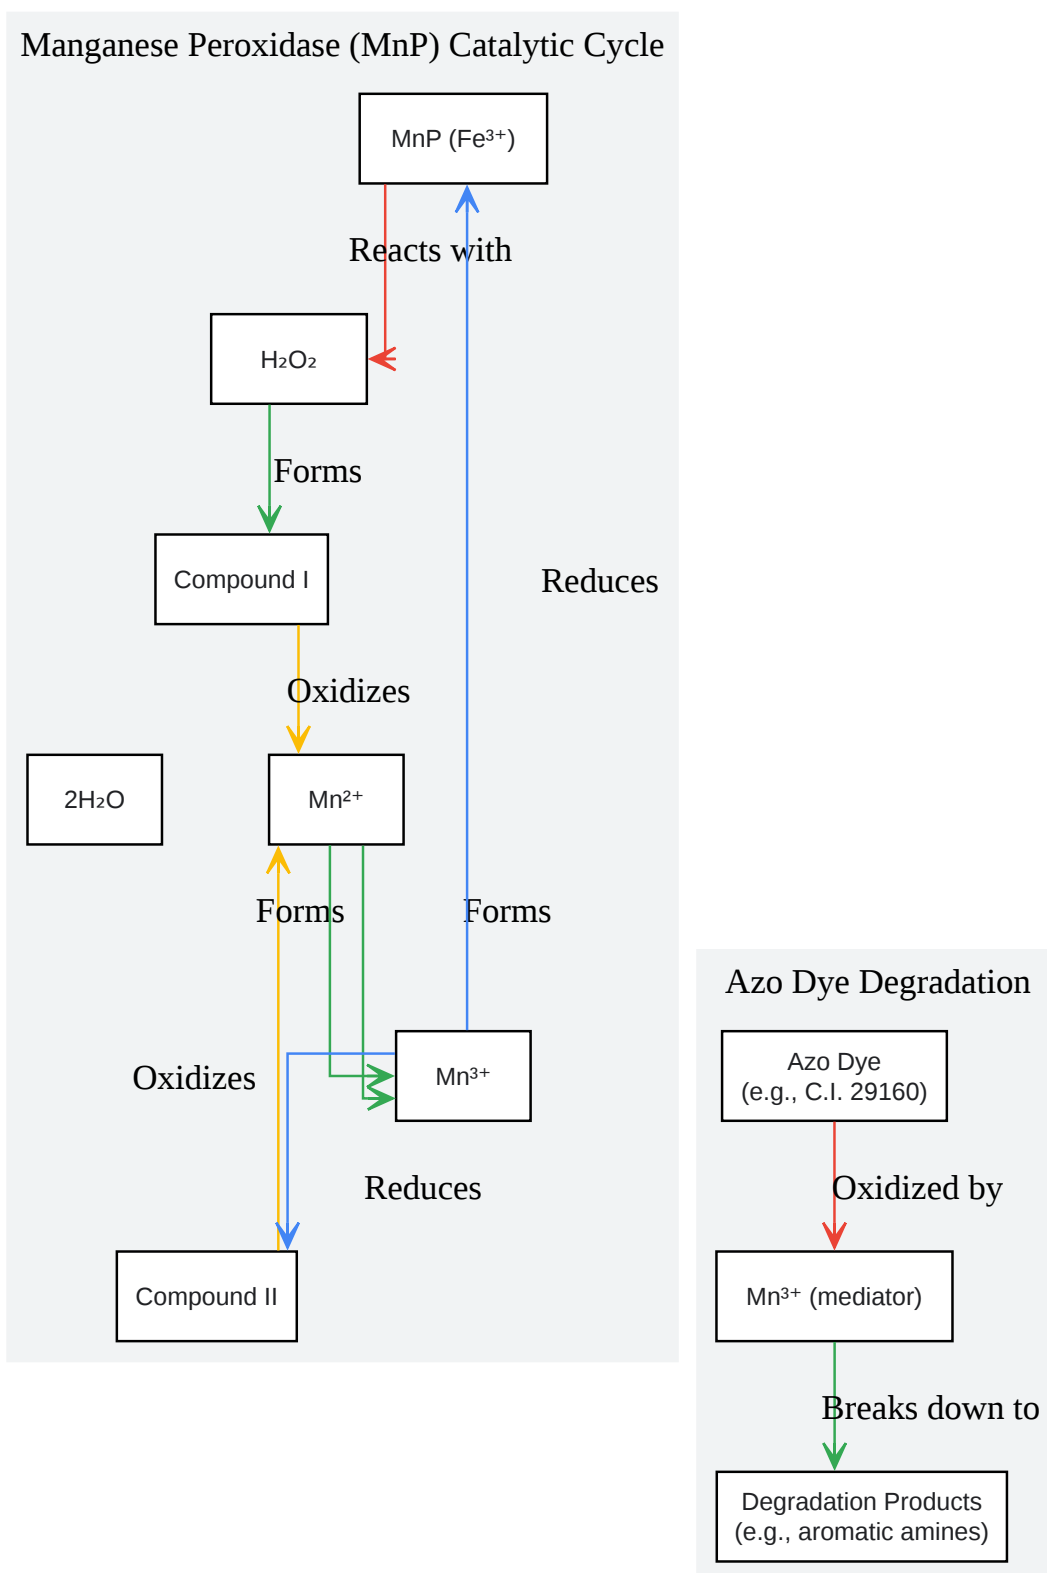 Manganese Peroxidase (MnP) Catalytic Cycle
MnP (Fe³⁺)
Reacts with
H₂O₂
Forms
Compound I
Reduces
Oxidizes
2H₂O
Mn²⁺
Forms
Forms
Oxidizes
Mn³⁺
Reduces
Compound II
Azo Dye Degradation
Azo Dye
(e.g., C.I. 29160)
Oxidized by
Mn³⁺ (mediator)
Breaks down to
Degradation Products
(e.g., aromatic amines)